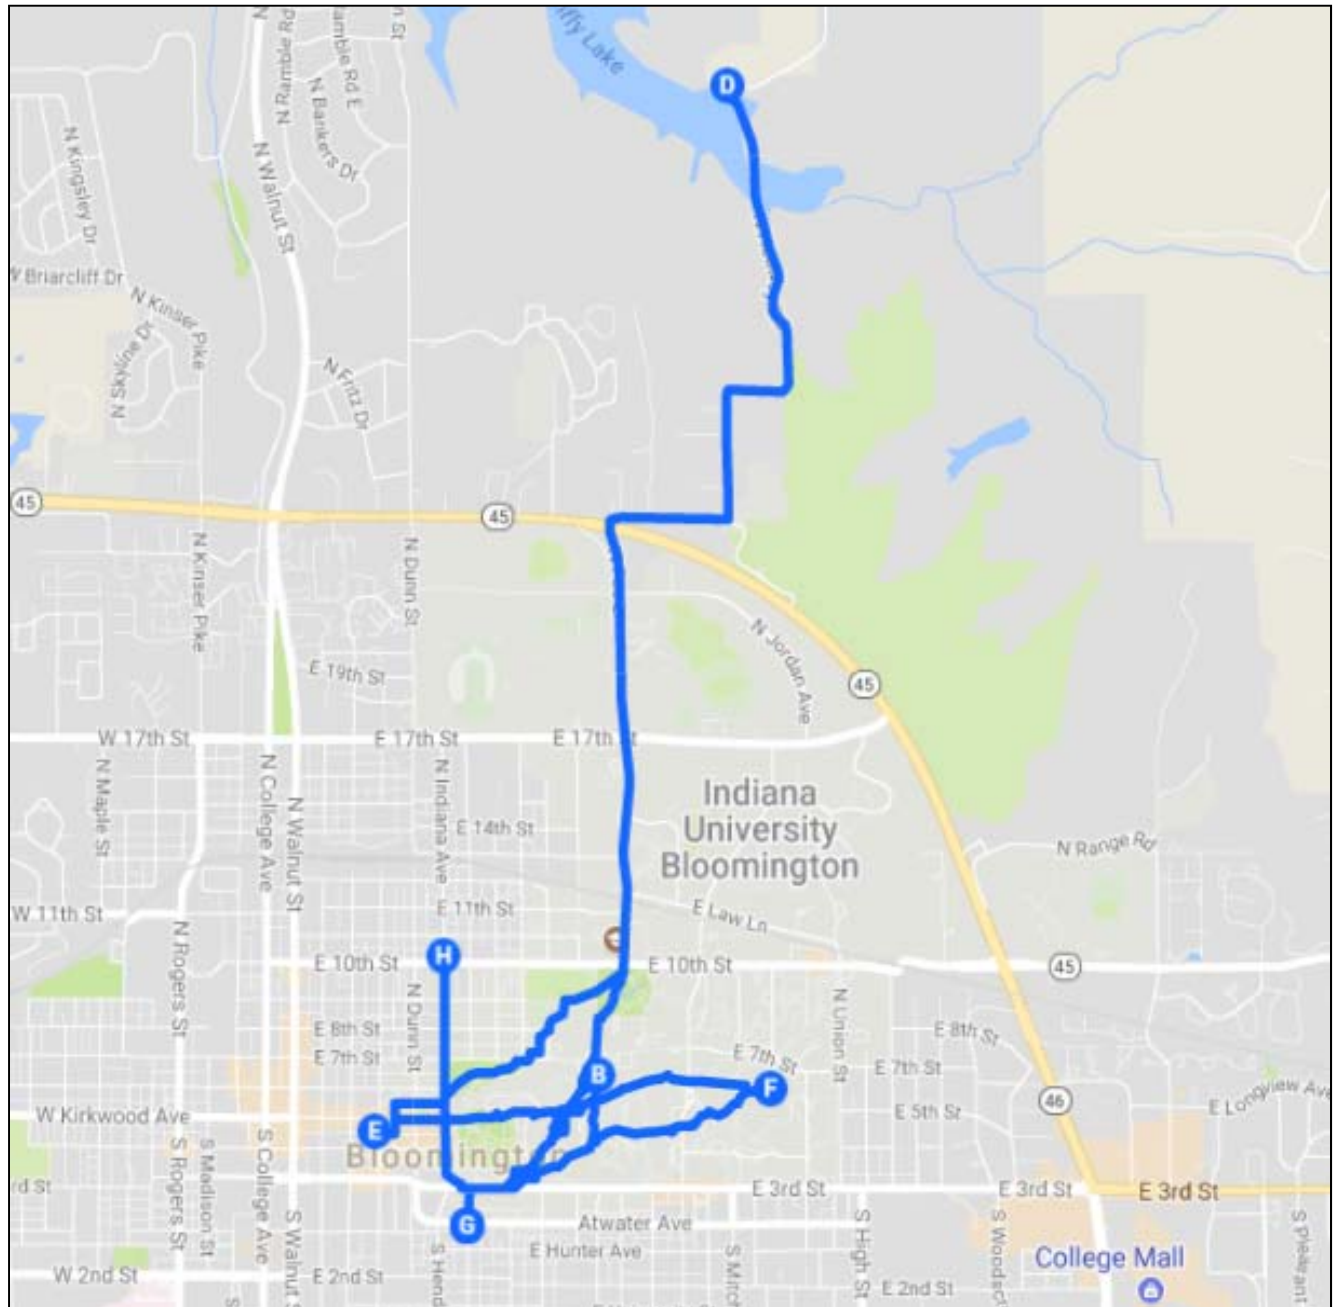 N Ramble Rd
N Bankers Dr
N Kingsley Dr
N Walnut St
D
W Briarcliff Dr
N Kinser Pike
N Skyline Dr
N Fritz Dr
45
45
N Kinser Pike
N Dunn St
N Jordan Ave
E 19th St
45
W 17th St
E 17th St
E 17th St
N Maple St
N College Ave
N Indiana Ave
N Walnut St
Indiana
University
Bloomington
E 14th St
N Range Rd
E 11th St
W 11th St
E Law Ln
N Rogers St
H
E 10th St
E 10th St
45
N Dunn St
N Union St
E 8th St
E 8th St
E 7th St
E 7th St
E 7th St
B
F
46
W Kirkwood Ave
E 5th St
E Longview Ave
E
Bloomington
S Rogers St
S Madison St
S College Ave
E 3rd St
E 3rd St
E 3rd St
G
Atwater Ave
S Walnut S
E Hunter Ave
S High St
College Mall
W 2nd St
E 2nd St
E 2nd St